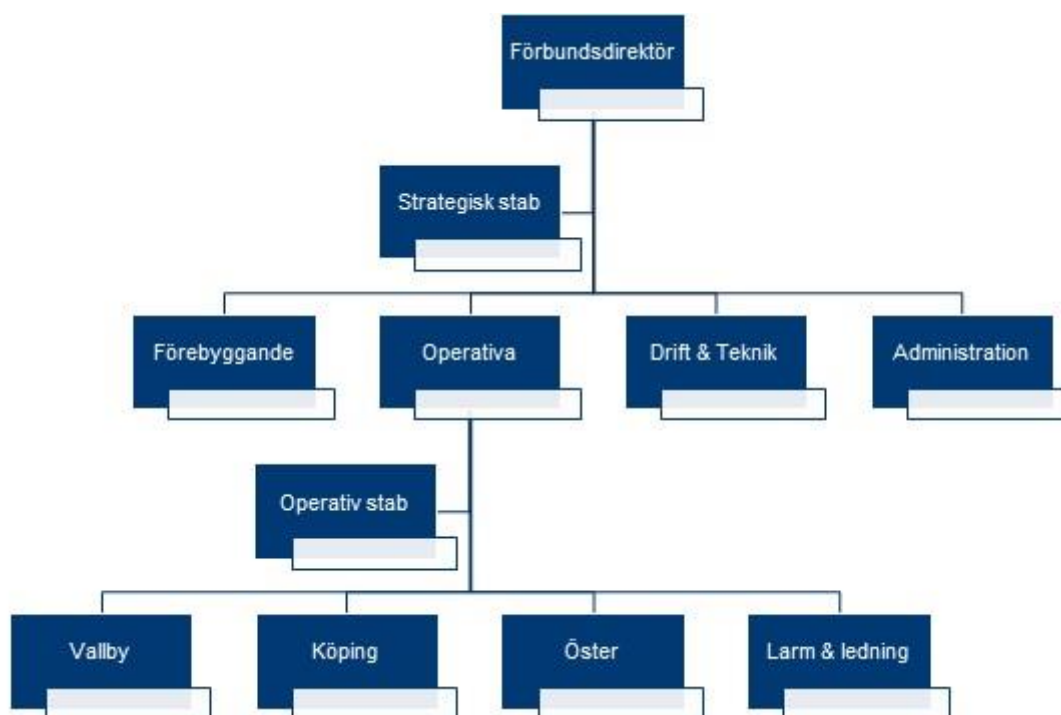 Förbundsdirektör
Strategisk stab
Förebyggande
Operativa
Drift & Teknik
Administration
Operativ stab
Vallby
Köping
Öster
Larm & ledning